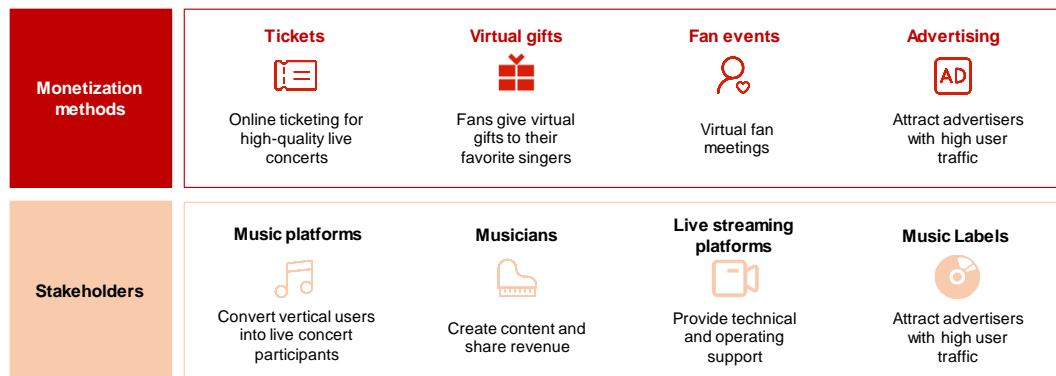 Monetization
methods
Tickets
Online ticketing for
high-quality live
concerts
Virtual gifts
Fans give virtual
gifts to their
favorite singers
Fan events
Virtual fan
meetings
Advertising
AD
Attract advertisers
with high user
traffic
Stakeholders
Music platforms
Convert vertical users
into live concert
participants
Musicians
Create content and
share revenue
Live streaming
platforms
Provide technical
and operating
support
Music Labels
Attract advertisers
with high user
traffic